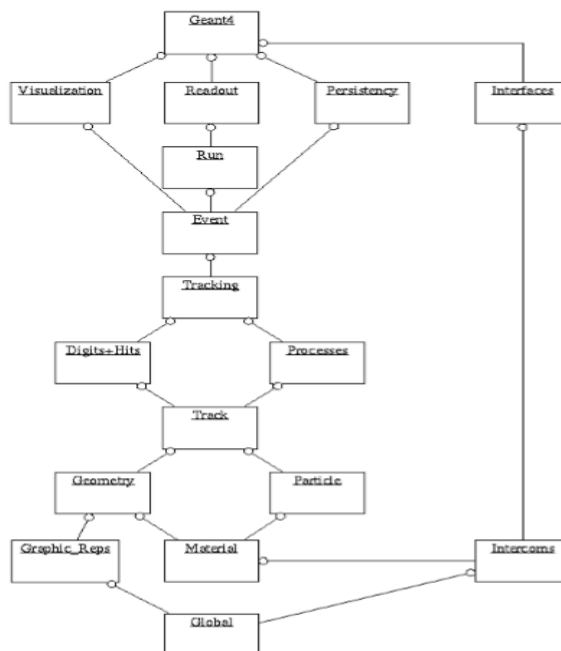 Geant4
Visualization
Readout
Persistency
Interfaces
Run
Event
Tracking
Digits+Hits
Processes
Track
Geometry
Particle
Graphic_Reps
Material
Intercoms
Global